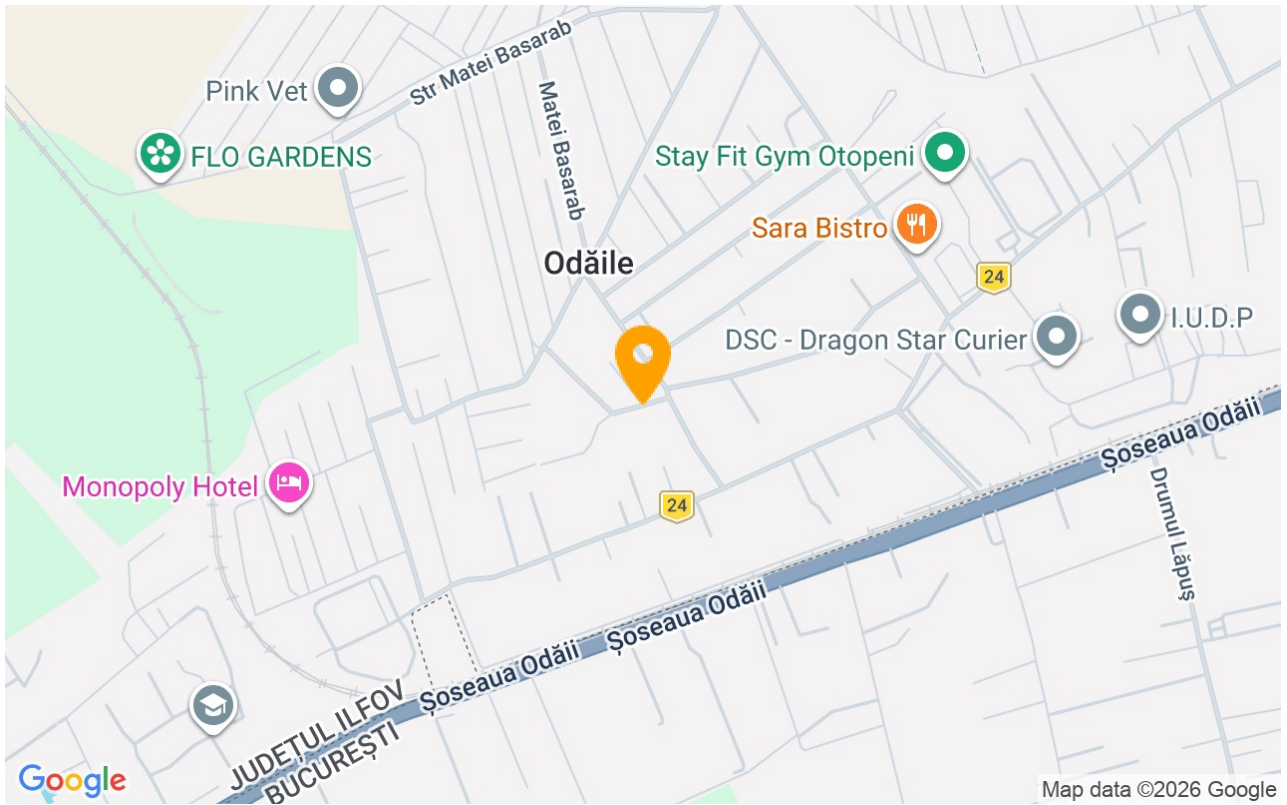 Str Matei Basarab
Pink Vet
Matei Basarab
FLO GARDENS
Stay Fit Gym Otopeni
Sara Bistro
Odăile
24
I.U.D.P
DSC - Dragon Star Curier
Șoseaua Odăii
Monopoly Hotel
24
Drumul Lăpuș
Șoseaua Odăii
Șoseaua Odăii
JUDEȚUL ILFOV
BUCUREȘTI
Google
Map data ©2026 Google